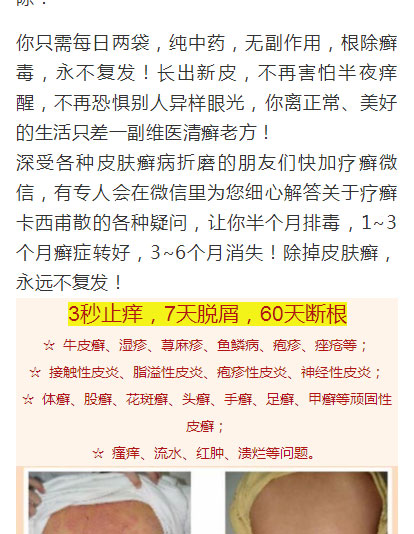 你只需每日两袋，纯中药，无副作用，根除癣
毒，永不复发！长出新皮，不再害怕半夜痒
醒，不再恐惧别人异样眼光，你离正常、美好
的生活只差一副维医清癣老方！
深受各种皮肤癣病折磨的朋友们快加疗癣微
信，有专人会在微信里为您细心解答关于疗癣
卡西甫散的各种疑问，让你半个月排毒，1~3
个月癣症转好，3~6个月消失！除掉皮肤癣，
永远不复发！
3秒止痒，7天脱屑，60天断根
☆ 牛皮癣、湿疹、荨麻疹、鱼鳞病、疱疹、痤疮等；
☆ 接触性皮炎、脂溢性皮炎、疱疹性皮炎、神经性皮炎；
☆ 体癣、股癣、花斑癣、头癣、手癣、足癣、甲癣等顽固性
皮癣；
☆ 瘙痒、流水、红肿、溃烂等问题。